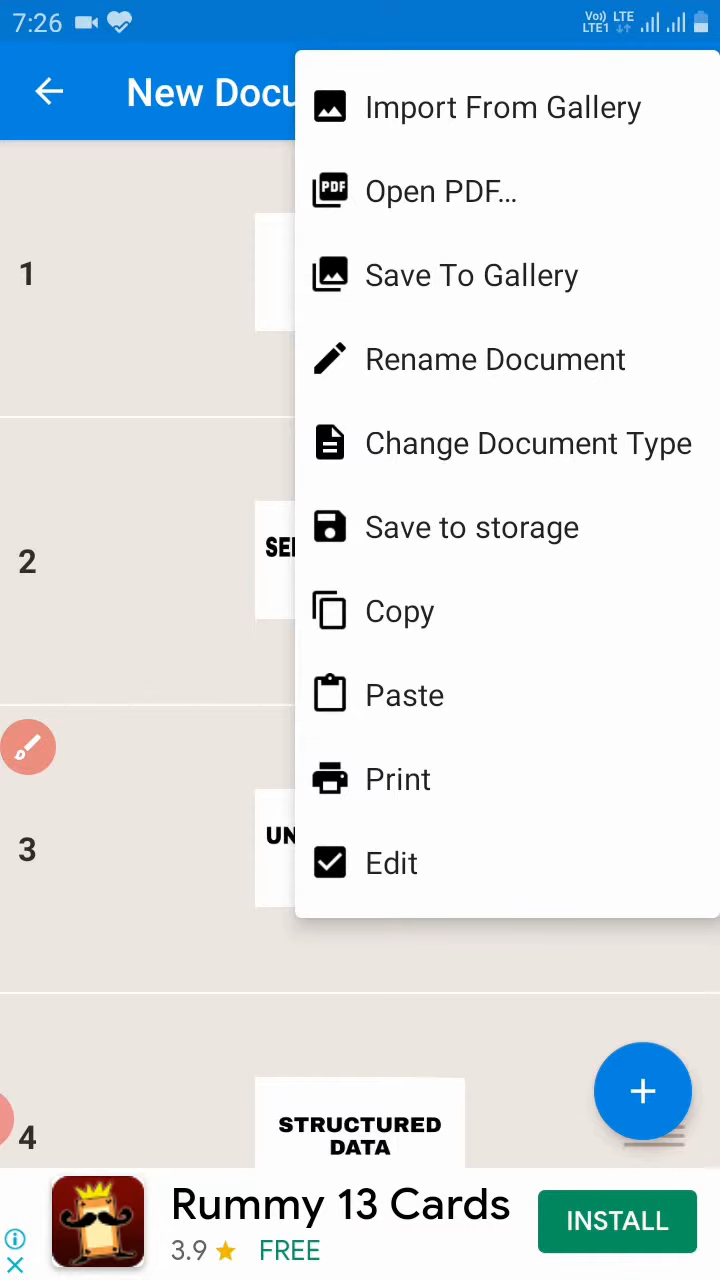 7:26
Vo)) LTE
LTE1
New Docu
Import From Gallery
PDF
Open PDF...
Save To Gallery
Rename Document
Change Document Type
Save to storage
Copy
Paste
Print
Edit
1
2
SE
3
UN
4
STRUCTURED
DATA
Rummy 13 Cards
3.9
FREE
INSTALL